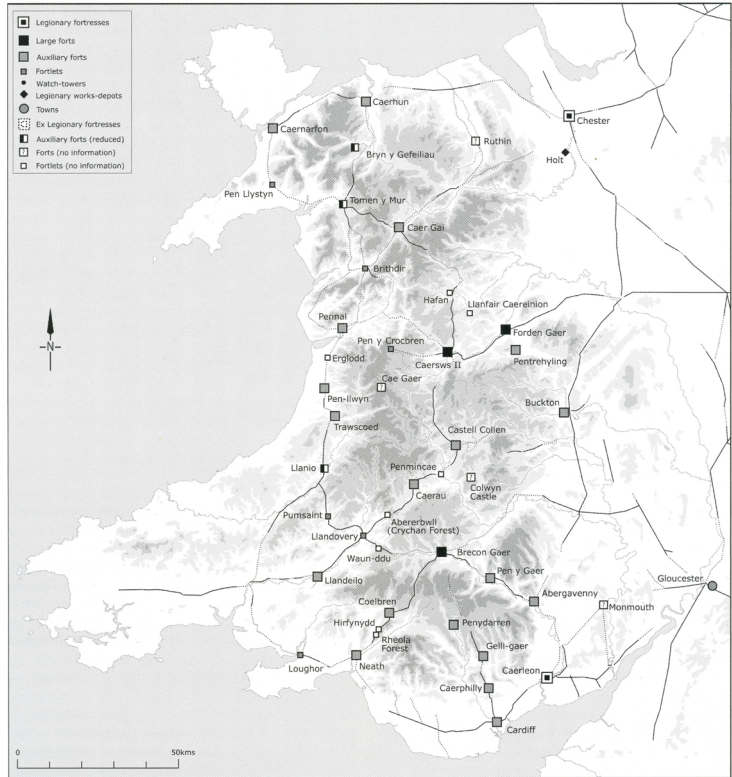 Legionary fortresses
Large forts
Auxiliary forts
Fortlets
Watch-towers
Legionary works-depots
Towns
Ex Legionary fortresses
Auxiliary forts (reduced)
? Forts (no information)
Fortlets (no information)
Caerhun
Chester
Caernarfon
Ruthin
Bryn y Gefeiliau
Holt
Pen Llystyn
Tomen y Mur
Caer Gai
Brithdir
Hafan
Llanfair Caereinion
N
Pennal
Forden Gaer
Pen y Crocbren
Erglodd
Caersws II
Pentrehyling
Cae Gaer
Pen-llwyn
Buckton
Trawscoed
Castell Collen
Llanio
Penmincae
Colwyn
Castle
Caerau
Pumsaint
Abererbwll
(Crychan Forest)
Llandovery
Waun-ddu
Brecon Gaer
Llandeilo
Pen y Gaer
Gloucester
Coelbren
Abergavenny
Monmouth
Hirfynydd
Penydarren
Rheola
Forest
Gelli-gaer
Loughor
Neath
Caerleon
Caerphilly
Cardiff
0 50kms